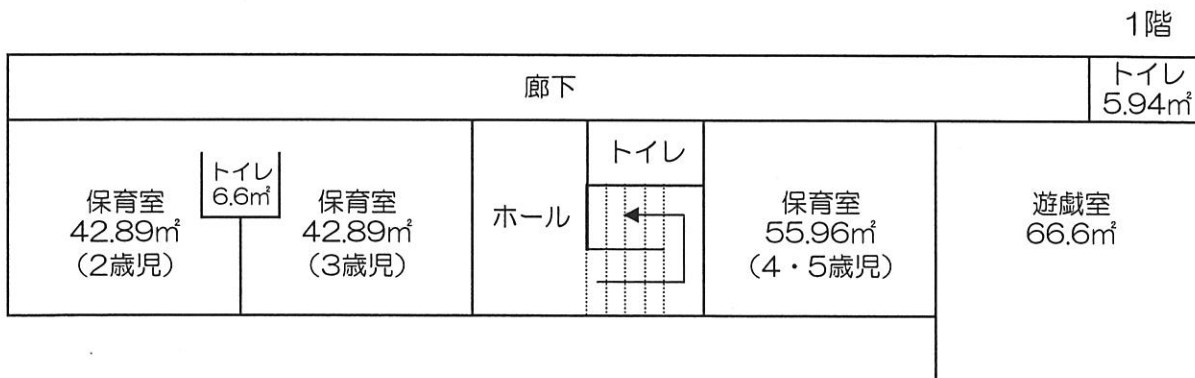 1階
廊下
トイレ
5.94㎡
保育室
42.89㎡
(2歳児)
トイレ
6.6㎡
保育室
42.89㎡
(3歳児)
ホール
トイレ
保育室
55.96㎡
(4・5歳児)
遊戯室
66.6㎡